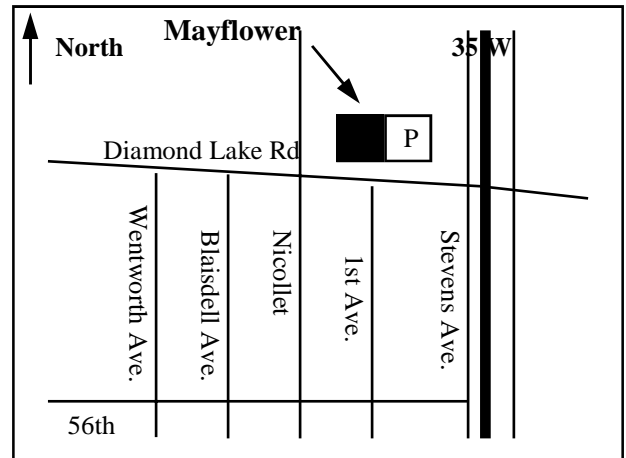 Mayflower
North
35 W
P
Diamond Lake Rd
Wentworth Ave.
Blaisdell Ave.
Nicollet
1st Ave.
Stevens Ave.
56th